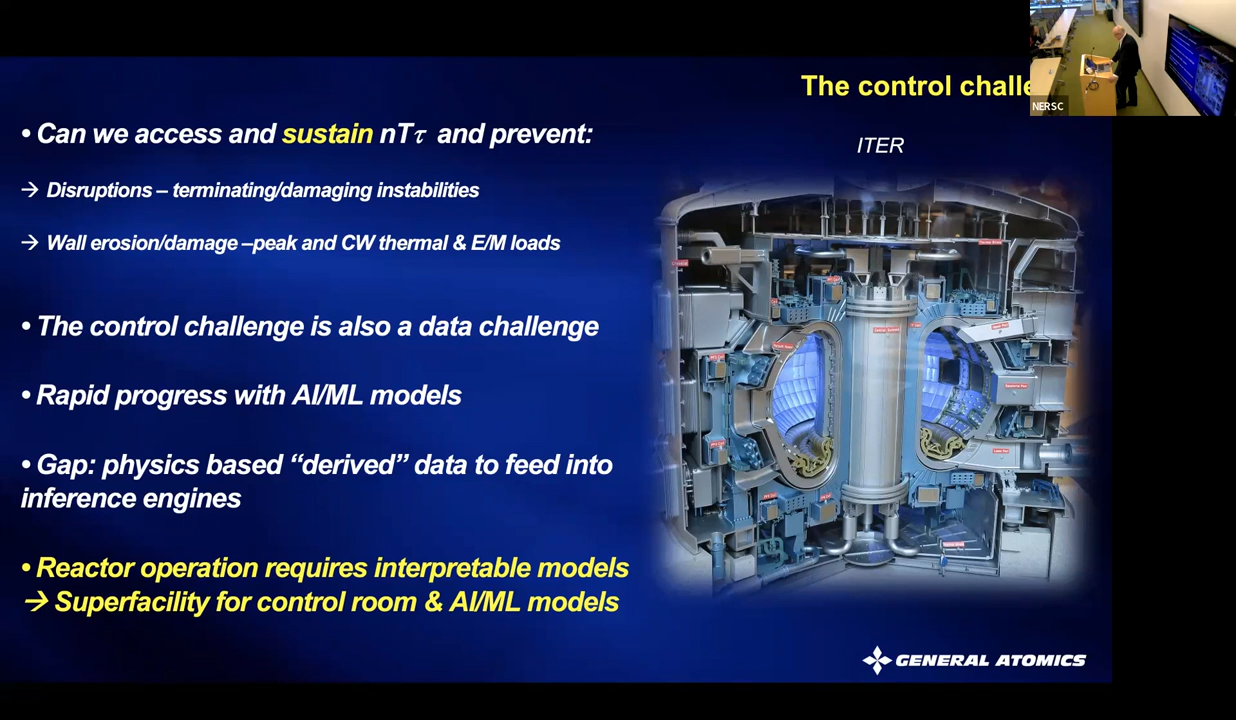 The control challe
NERSC
• Can we access and sustain nTτ and prevent:
→ Disruptions – terminating/damaging instabilities
→ Wall erosion/damage –peak and CW thermal & E/M loads
• The control challenge is also a data challenge
• Rapid progress with AI/ML models
• Gap: physics based “derived” data to feed into
inference engines
• Reactor operation requires interpretable models
→ Superfacility for control room & AI/ML models
ITER
GENERAL ATOMICS